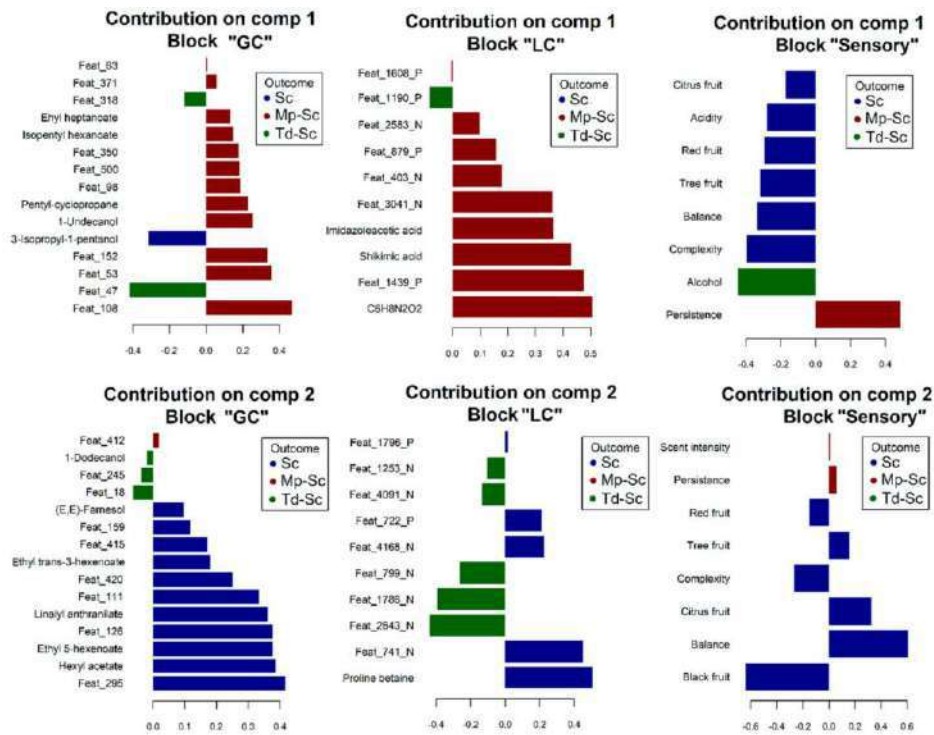 Contribution on comp 1
Block "GC"
Feat_63
Feat_371
Feat_318
Ehyl heptanoate
Isopentyl hexanoate
Feat_350
Feat_500
Feat_98
Pentyl-cyclopropane
1-Undecanol
3-Isopropyl-1-pentanol
Feat_152
Feat_53
Feat_47
Feat_108
Outcome
Sc
Mp-Sc
Td-Sc
-0.4 -0.2 0.0 0.2 0.4
Contribution on comp 1
Block "LC"
Feat_1608_P
Feat_1190_P
Feat_2583_N
Feat_879_P
Feat_403_N
Feat_3041_N
Imidazoleacetic acid
Shikimic acid
Feat_1439_P
C6H8N2O2
Outcome
Sc
Mp-Sc
Td-Sc
0.0 0.1 0.2 0.3 0.4 0.5
Contribution on comp 1
Block "Sensory"
Citrus fruit
Acidity
Red fruit
Tree fruit
Balance
Complexity
Alcohol
Persistence
Outcome
Sc
Mp-Sc
Td-Sc
-0.4 -0.2 0.0 0.2 0.4
Contribution on comp 2
Block "GC"
Feat_412
1-Dodecanol
Feat_245
Feat_18
(E,E)-Farnesol
Feat_159
Feat_415
Ethyl trans-3-hexenoate
Feat_420
Feat_111
Linalyl anthranilate
Feat_126
Ethyl 5-hexenoate
Hexyl acetate
Feat_295
Outcome
Sc
Mp-Sc
Td-Sc
0.0 0.1 0.2 0.3 0.4
Contribution on comp 2
Block "LC"
Feat_1796_P
Feat_1253_N
Feat_4091_N
Feat_722_P
Feat_4168_N
Feat_799_N
Feat_1786_N
Feat_2643_N
Feat_741_N
Proline betaine
Outcome
Sc
Mp-Sc
Td-Sc
-0.4 -0.2 0.0 0.2 0.4
Contribution on comp 2
Block "Sensory"
Scent intensity
Persistence
Red fruit
Tree fruit
Complexity
Citrus fruit
Balance
Black fruit
Outcome
Sc
Mp-Sc
Td-Sc
-0.6 -0.4 -0.2 0.0 0.2 0.4 0.6